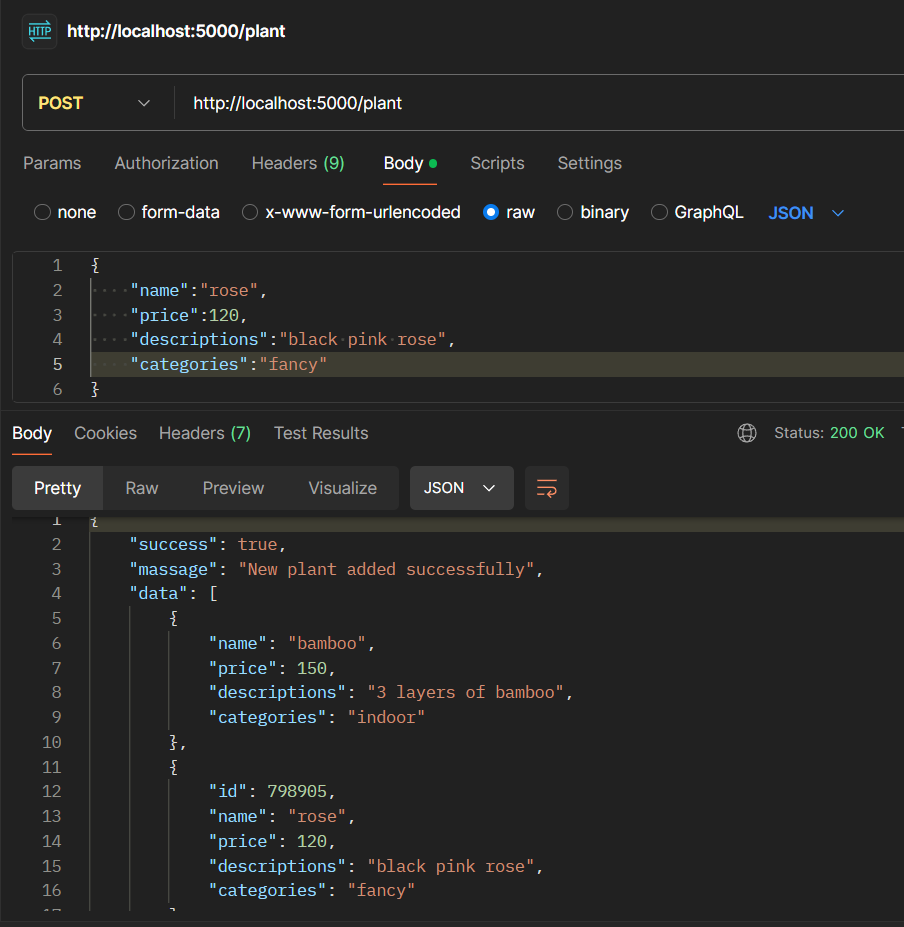 HTTP http://localhost:5000/plant
POST http://localhost:5000/plant
Params Authorization Headers (9) Body Scripts Settings
none form-data x-www-form-urlencoded raw binary GraphQL JSON
1 {
2 ····"name":"rose",
3 ····"price":120,
4 ····"descriptions":"black·pink·rose",
5 ····"categories":"fancy"
6 }
Body Cookies Headers (7) Test Results Status: 200 OK
Pretty Raw Preview Visualize JSON
1 {
2 "success": true,
3 "massage": "New plant added successfully",
4 "data": [
5 {
6 "name": "bamboo",
7 "price": 150,
8 "descriptions": "3 layers of bamboo",
9 "categories": "indoor"
10 },
11 {
12 "id": 798905,
13 "name": "rose",
14 "price": 120,
15 "descriptions": "black pink rose",
16 "categories": "fancy"